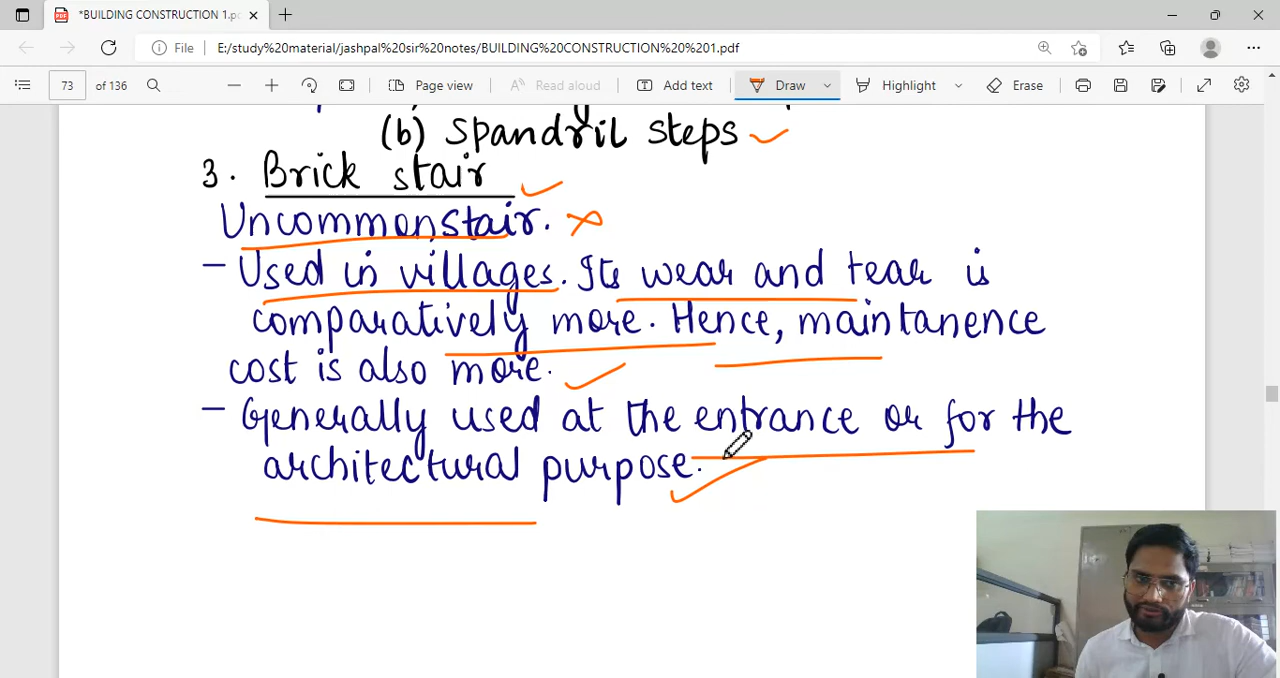 *BUILDING CONSTRUCTION 1.pd
File E:/study%20material/jashpal%20sir%20notes/BUILDING%20CONSTRUCTION%20%201.pdf
73 of 136 Page view Read aloud Add text Draw Highlight Erase
(b) Spandril steps
3. Brick stair
Uncommon stair.
- Used in villages. Its wear and tear is
comparatively more. Hence, maintanence
cost is also more.
- Generally used at the entrance or for the
architectural purpose.